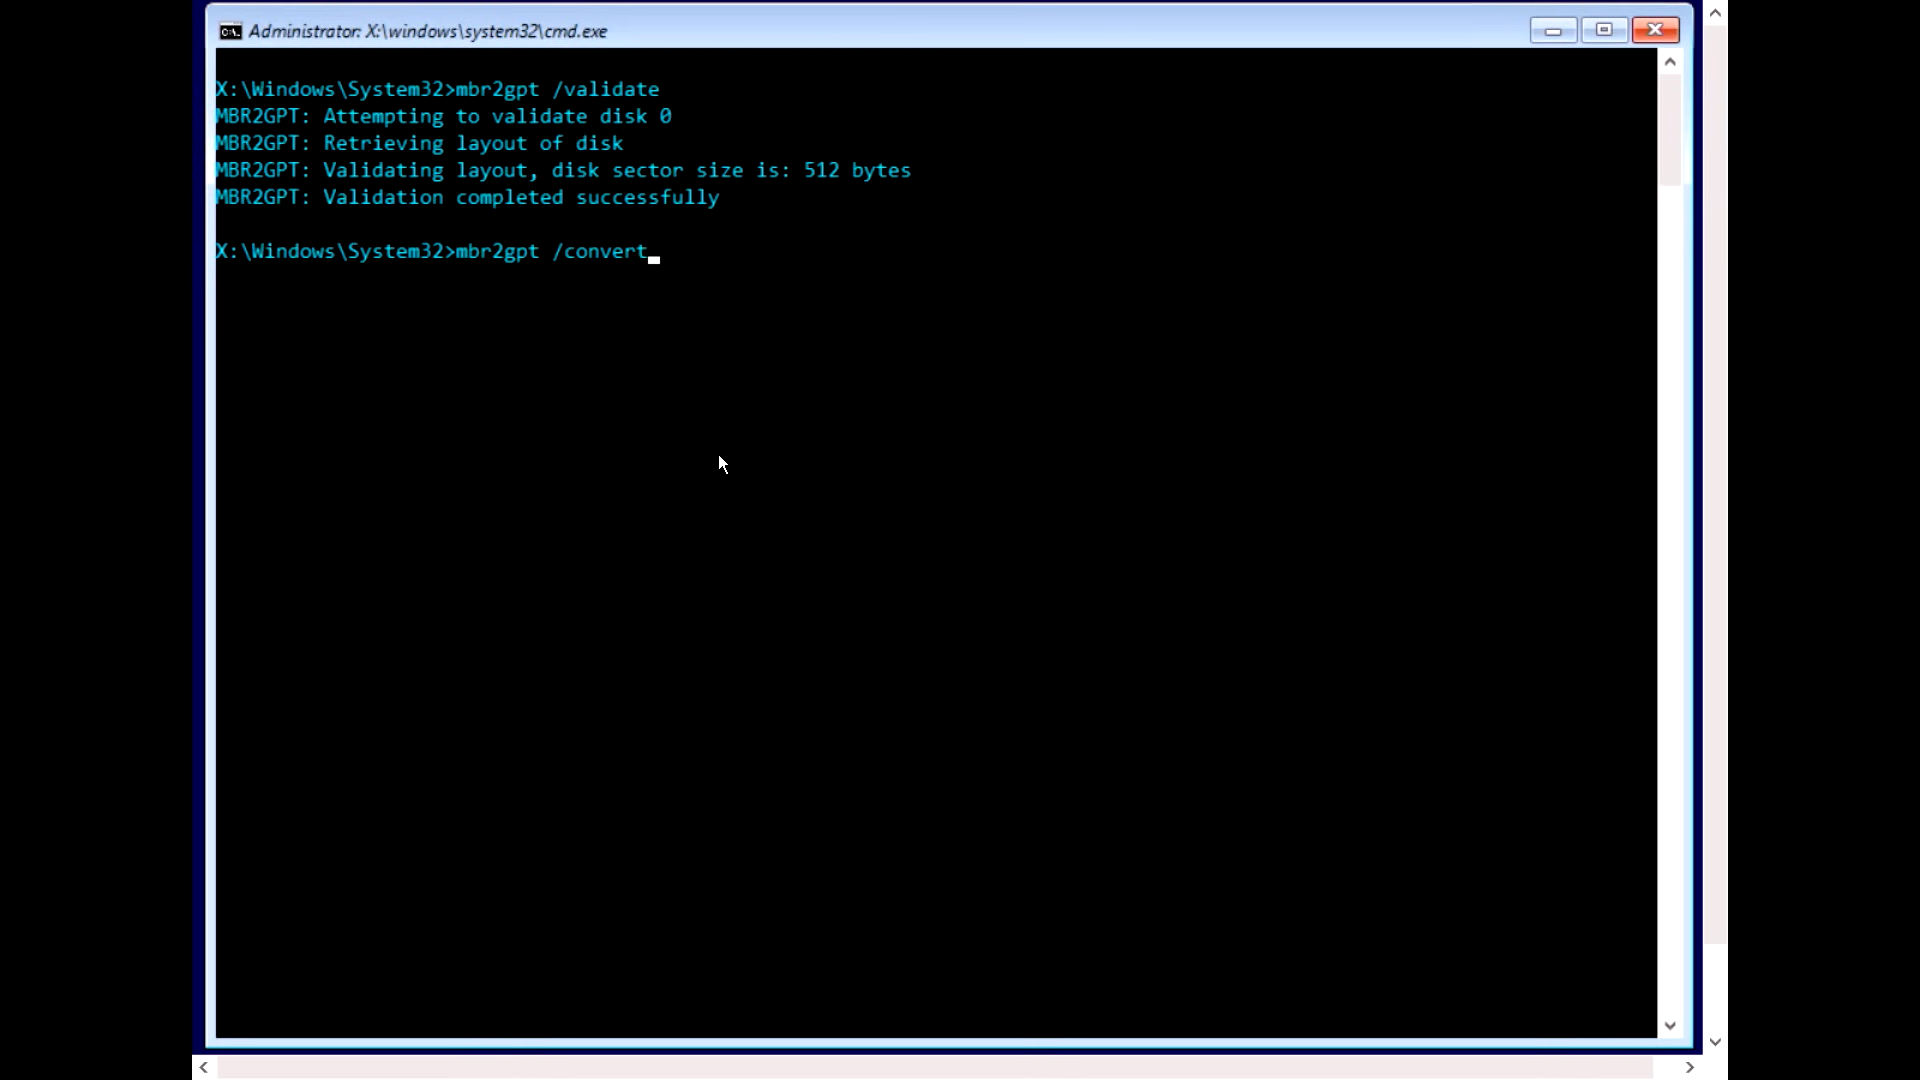 Administrator: X:\windows\system32\cmd.exe
X:\Windows\System32>mbr2gpt /validate
MBR2GPT: Attempting to validate disk 0
MBR2GPT: Retrieving layout of disk
MBR2GPT: Validating layout, disk sector size is: 512 bytes
MBR2GPT: Validation completed successfully
X:\Windows\System32>mbr2gpt /convert